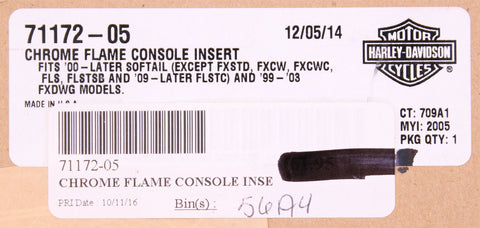 71172-05 12/05/14
CHROME FLAME CONSOLE INSERT
FITS '00-LATER SOFTAIL (EXCEPT FXSTD, FXCW, FXCWC,
FLS, FLSTSB AND '09-LATER FLSTC) AND '99-'03
FXDWG MODELS.
MADE IN U.S.A.
MOTOR
HARLEY-DAVIDSON
CYCLES
CT: 709A1
MYI: 2005
PKG QTY: 1
71172-05
CHROME FLAME CONSOLE INSE
PRI Date: 10/11/16 Bin(s): 56A4